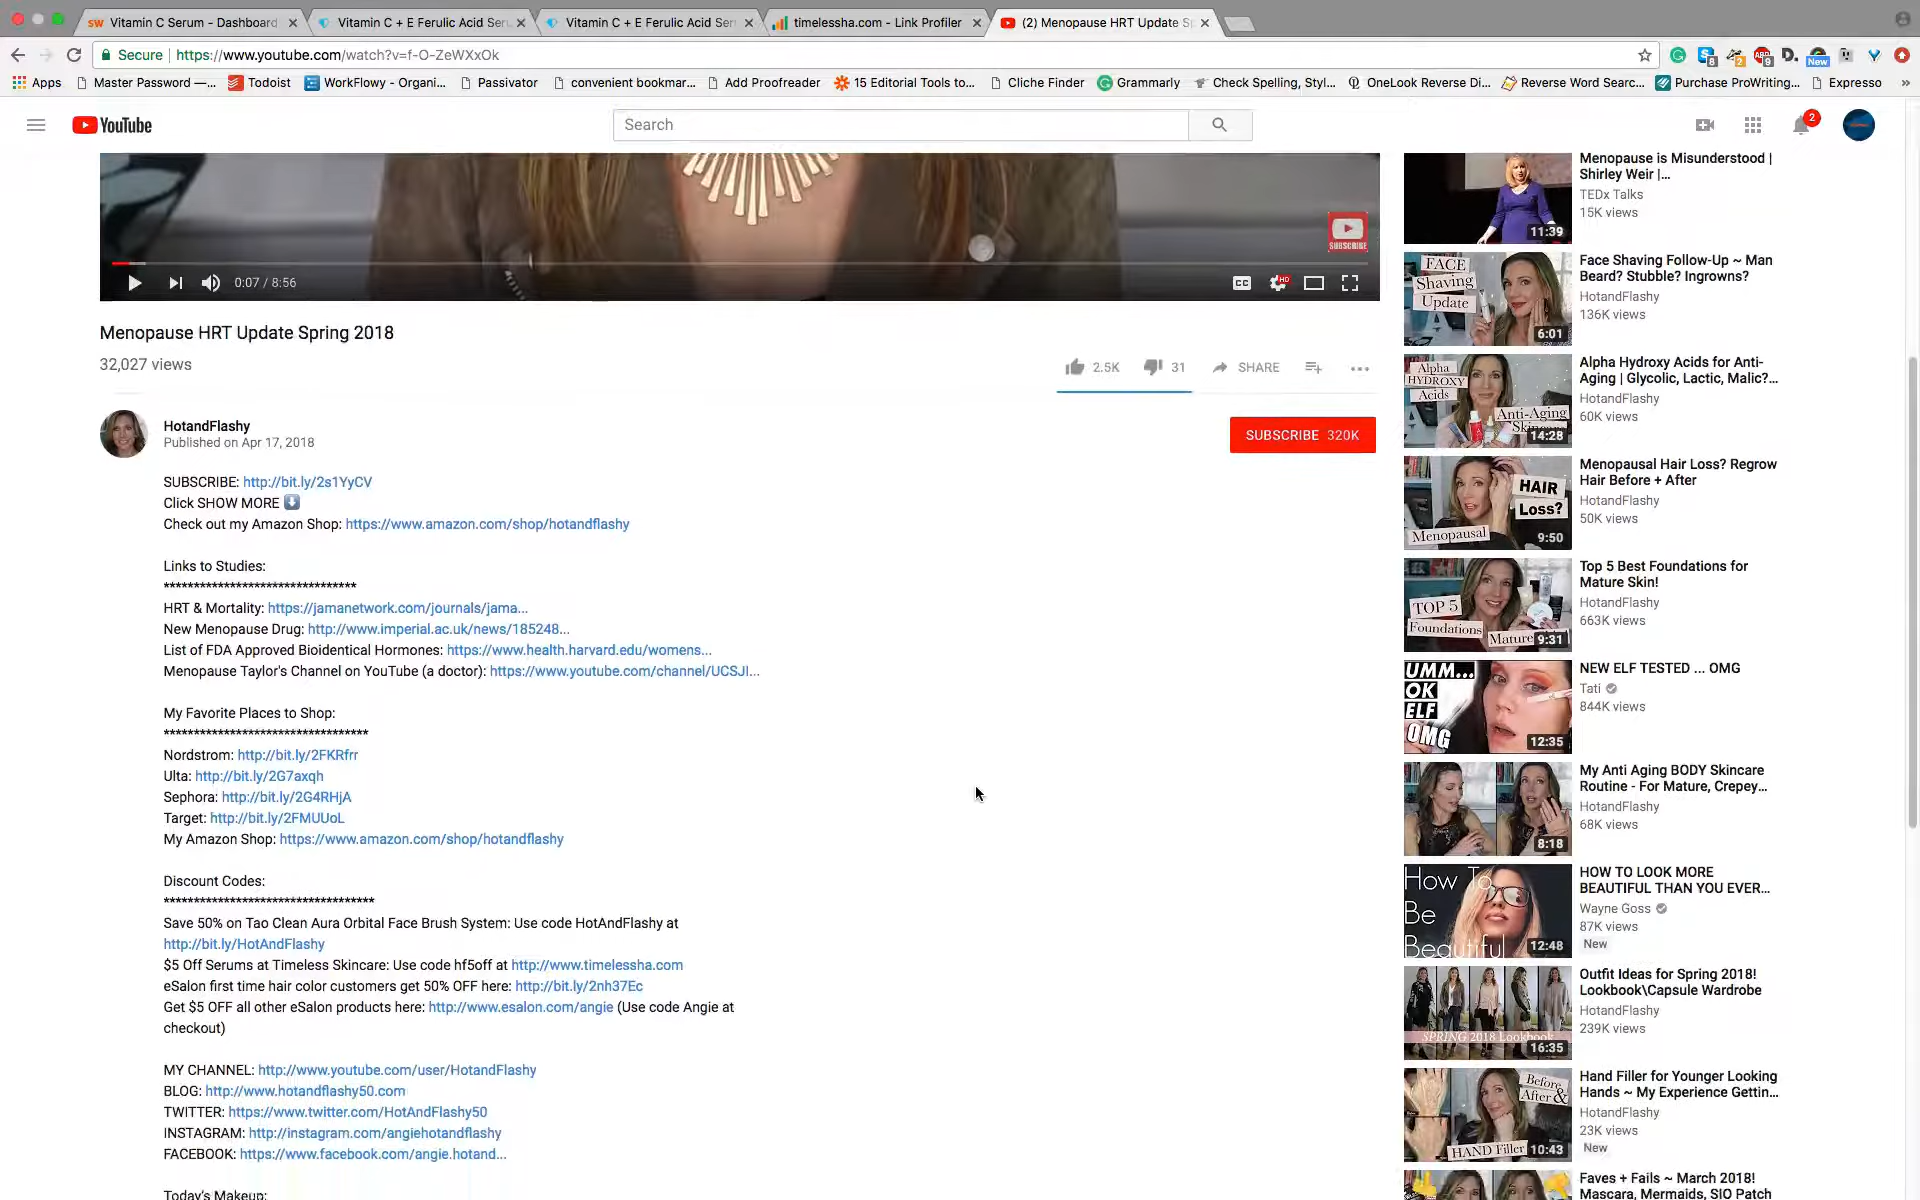 Vitamin C Serum - Dashboard
Vitamin C + E Ferulic Acid Ser
Vitamin C + E Ferulic Acid Ser
timelessha.com - Link Profiler
(2) Menopause HRT Update Sp
Secure
https://www.youtube.com/watch?v=f-O-ZeWXxOk
Apps
Master Password —...
Todoist
WorkFlowy - Organi...
Passivator
convenient bookmar...
Add Proofreader
15 Editorial Tools to...
Cliche Finder
Grammarly
Check Spelling, Styl...
OneLook Reverse Di...
Reverse Word Searc...
Purchase ProWriting...
Expresso
YouTube
Search
2
SUBSCRIBE
0:07 / 8:56
CC
HD
Menopause HRT Update Spring 2018
32,027 views
2.5K
31
SHARE
HotandFlashy
Published on Apr 17, 2018
SUBSCRIBE 320K
SUBSCRIBE: http://bit.ly/2s1YyCV
Click SHOW MORE ⬇
Check out my Amazon Shop: https://www.amazon.com/shop/hotandflashy
Links to Studies:
********************************
HRT & Mortality: https://jamanetwork.com/journals/jama...
New Menopause Drug: http://www.imperial.ac.uk/news/185248...
List of FDA Approved Bioidentical Hormones: https://www.health.harvard.edu/womens...
Menopause Taylor's Channel on YouTube (a doctor): https://www.youtube.com/channel/UCSJI...
My Favorite Places to Shop:
**********************************
Nordstrom: http://bit.ly/2FKRfrr
Ulta: http://bit.ly/2G7axqh
Sephora: http://bit.ly/2G4RHjA
Target: http://bit.ly/2FMUUoL
My Amazon Shop: https://www.amazon.com/shop/hotandflashy
Discount Codes:
***********************************
Save 50% on Tao Clean Aura Orbital Face Brush System: Use code HotAndFlashy at
http://bit.ly/HotAndFlashy
$5 Off Serums at Timeless Skincare: Use code hf5off at http://www.timelessha.com
eSalon first time hair color customers get 50% OFF here: http://bit.ly/2nh37Ec
Get $5 OFF all other eSalon products here: http://www.esalon.com/angie (Use code Angie at
checkout)
MY CHANNEL: http://www.youtube.com/user/HotandFlashy
BLOG: http://www.hotandflashy50.com
TWITTER: https://www.twitter.com/HotAndFlashy50
INSTAGRAM: http://instagram.com/angiehotandflashy
FACEBOOK: https://www.facebook.com/angie.hotand...
Today's Makeup:
11:39
Menopause is Misunderstood |
Shirley Weir |...
TEDx Talks
15K views
FACE
Shaving
Update
6:01
Face Shaving Follow-Up ~ Man
Beard? Stubble? Ingrowns?
HotandFlashy
136K views
Alpha
HYDROXY
Acids
Anti-Aging
14:28
Alpha Hydroxy Acids for Anti-
Aging | Glycolic, Lactic, Malic?...
HotandFlashy
60K views
HAIR
Loss?
Menopausal
9:50
Menopausal Hair Loss? Regrow
Hair Before + After
HotandFlashy
50K views
TOP 5
Foundations
Mature
9:31
Top 5 Best Foundations for
Mature Skin!
HotandFlashy
663K views
UMM...
OK
ELF
OMG
12:35
NEW ELF TESTED ... OMG
Tati
844K views
8:18
My Anti Aging BODY Skincare
Routine - For Mature, Crepey...
HotandFlashy
68K views
How To
Be
Beautiful
12:48
HOW TO LOOK MORE
BEAUTIFUL THAN YOU EVER...
Wayne Goss
87K views
New
SPRING 2018 Lookbook
16:35
Outfit Ideas for Spring 2018!
Lookbook\Capsule Wardrobe
HotandFlashy
239K views
Before
& After
HAND Filler
10:43
Hand Filler for Younger Looking
Hands ~ My Experience Gettin...
HotandFlashy
23K views
New
Faves + Fails ~ March 2018!
Mascara, Mermaids, SIO Patch